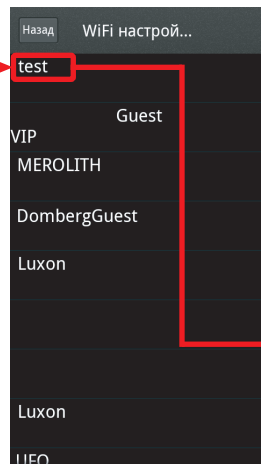 Назад WiFi настрой...
test
Guest
VIP
MEROLITH
DombergGuest
Luxon
Luxon
UFO